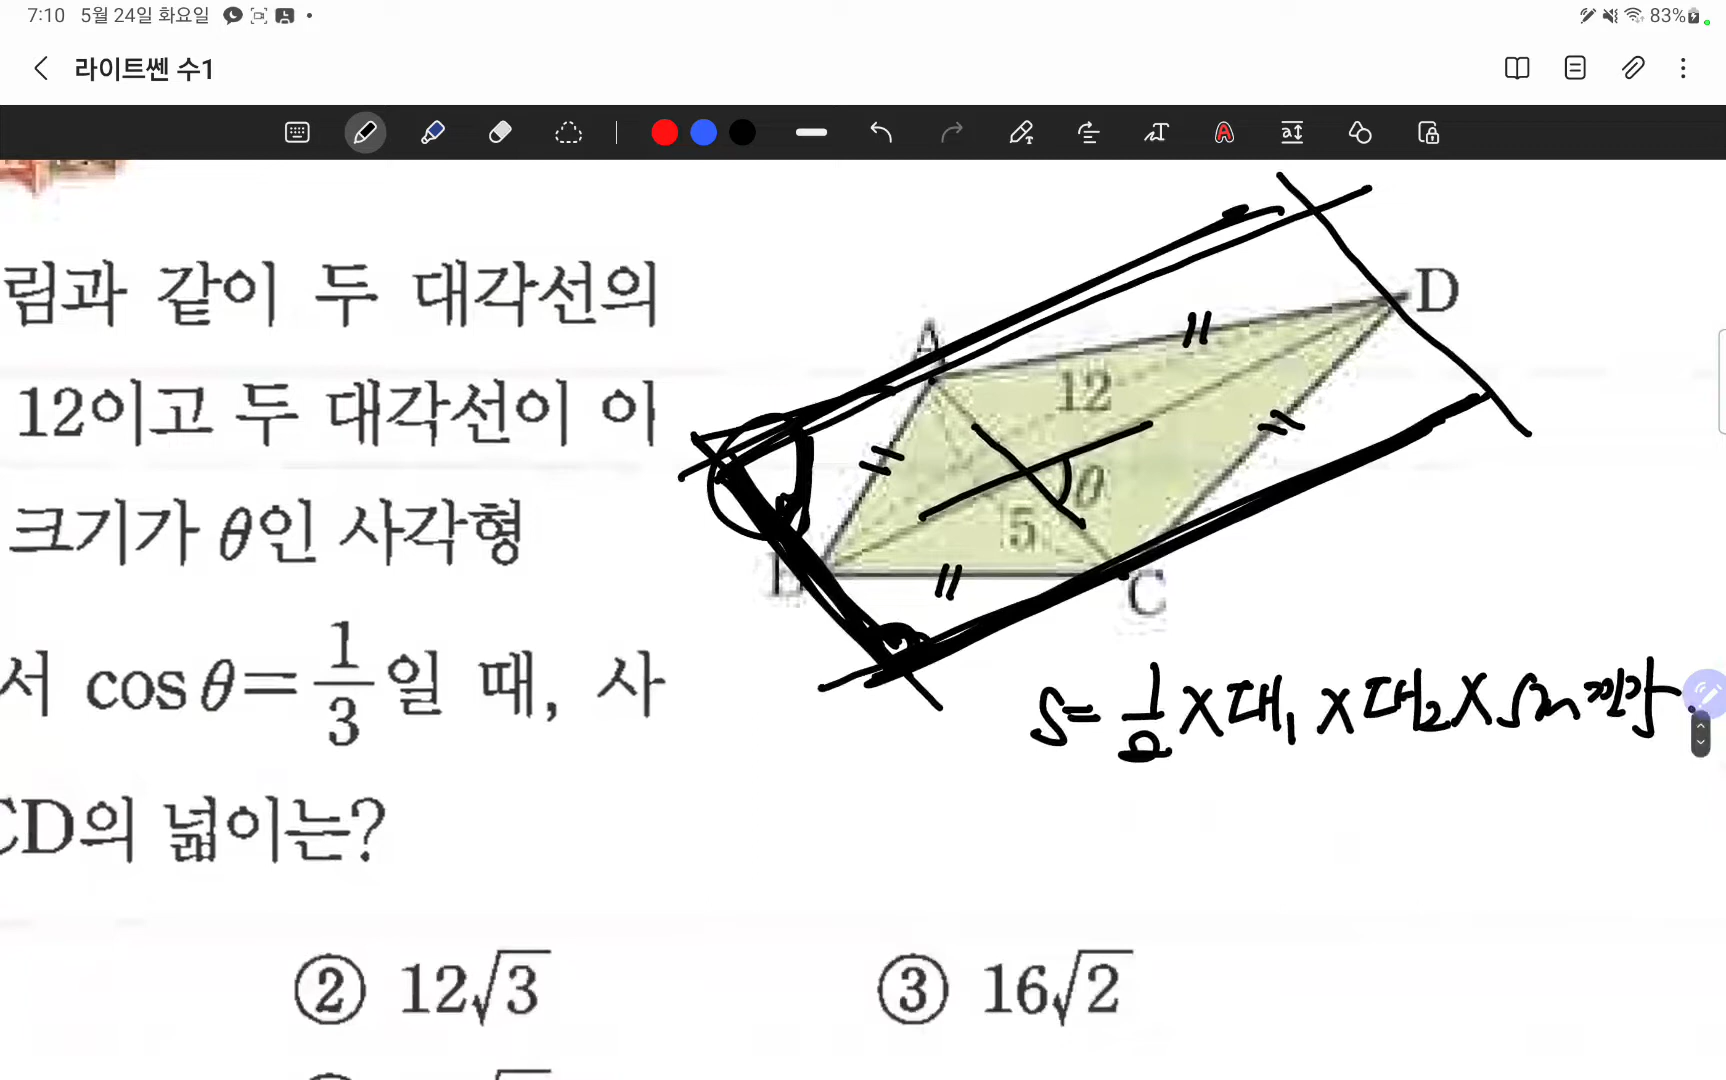 7:10 5월 24일 화요일
83%
라이트쎈 수1
림과 같이 두 대각선의
12이고 두 대각선이 이
크기가 θ인 사각형
서 cos θ=1/3일 때, 사
CD의 넓이는?
A
D
12
θ
5
B
C
S= 1/2 × 대₁ × 대₂ × sin 끼인각
② 12√3
③ 16√2